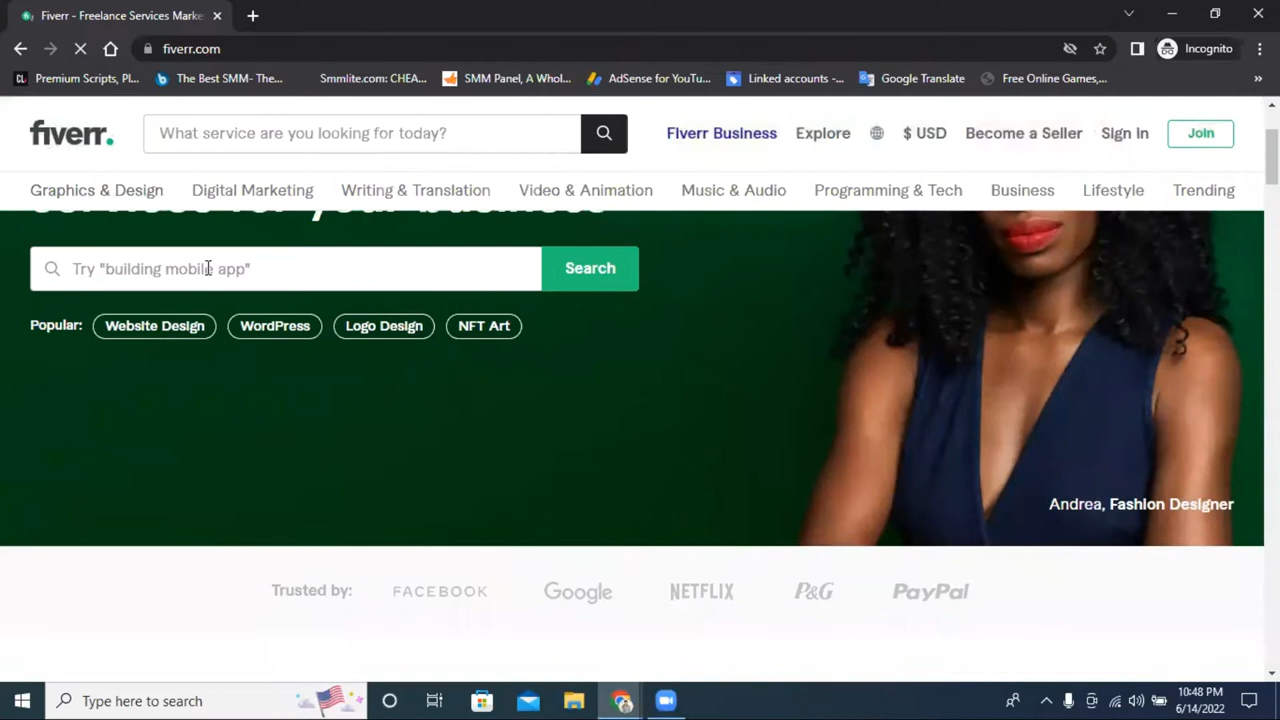 Fiverr - Freelance Services Marke
fiverr.com
Incognito
Premium Scripts, Pl...
The Best SMM- The...
Smmlite.com: CHEA...
SMM Panel, A Whol...
AdSense for YouTu...
Linked accounts -...
Google Translate
Free Online Games,...
»
fiverr.
What service are you looking for today?
Fiverr Business
Explore
$ USD
Become a Seller
Sign In
Join
Graphics & Design
Digital Marketing
Writing & Translation
Video & Animation
Music & Audio
Programming & Tech
Business
Lifestyle
Trending
services for your business
Try "building mobile app"
Search
Popular:
Website Design
WordPress
Logo Design
NFT Art
Andrea, Fashion Designer
Trusted by:
FACEBOOK
Google
NETFLIX
P&G
PayPal
Type here to search
10:48 PM
6/14/2022